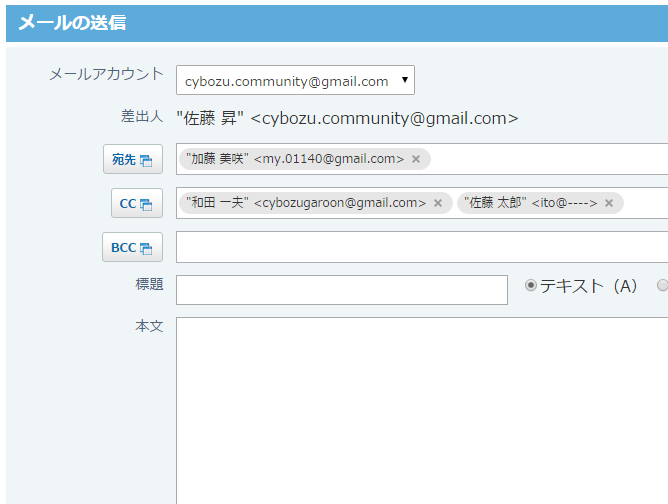 メールの送信
メールアカウント cybozu.community@gmail.com
差出人 "佐藤 昇" <cybozu.community@gmail.com>
宛先 "加藤 美咲" <my.01140@gmail.com> ×
CC "和田 一夫" <cybozugaroon@gmail.com> × "佐藤 太郎" <ito@----> ×
BCC
標題 テキスト（A）
本文